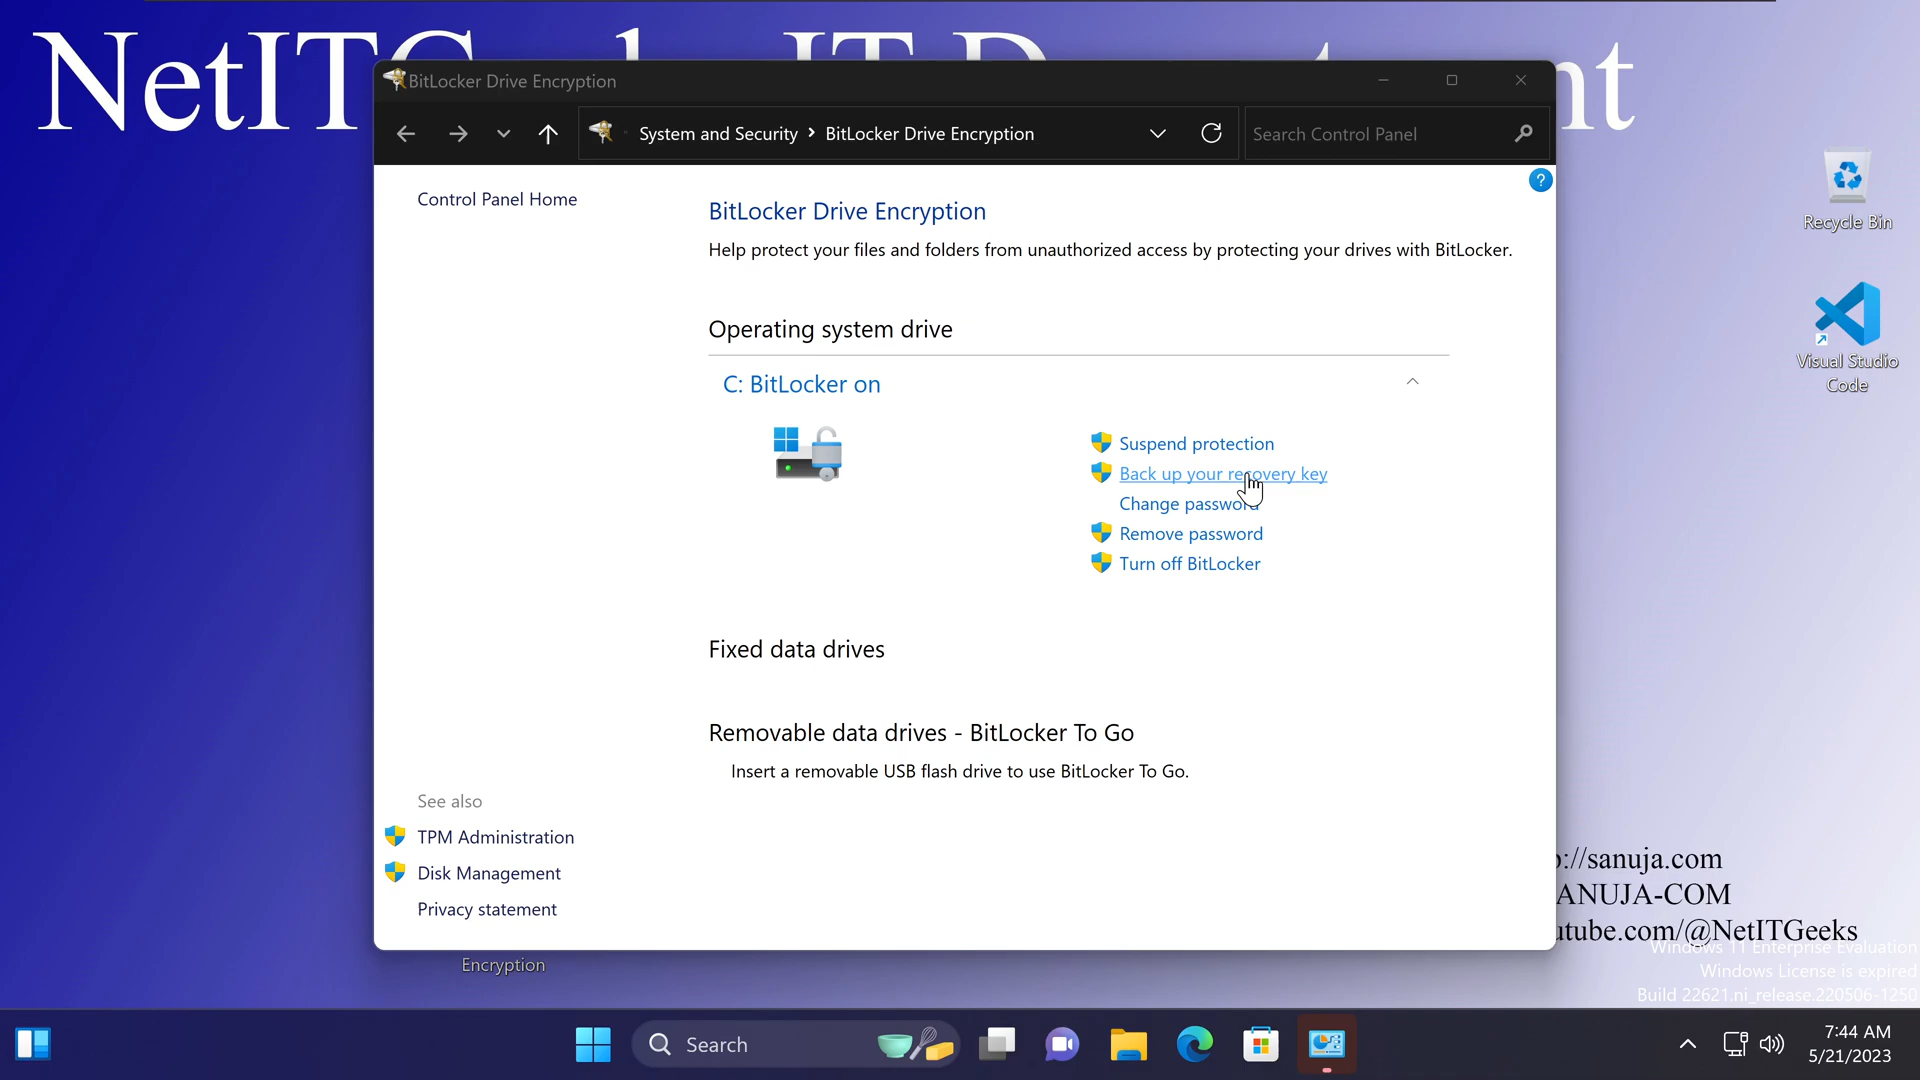 NetITG
nt
BitLocker Drive Encryption
System and Security > BitLocker Drive Encryption
Search Control Panel
?
Control Panel Home
BitLocker Drive Encryption
Help protect your files and folders from unauthorized access by protecting your drives with BitLocker.
Operating system drive
C: BitLocker on
Suspend protection
Back up your recovery key
Change password
Remove password
Turn off BitLocker
Fixed data drives
Removable data drives - BitLocker To Go
Insert a removable USB flash drive to use BitLocker To Go.
See also
TPM Administration
Disk Management
Privacy statement
Recycle Bin
Visual Studio
Code
://sanuja.com
ANUJA-COM
utube.com/@NetITGeeks
Windows 11 Enterprise Evaluation
Windows License is expired
Build 22621.ni_release.220506-1250
Encryption
Search
7:44 AM
5/21/2023